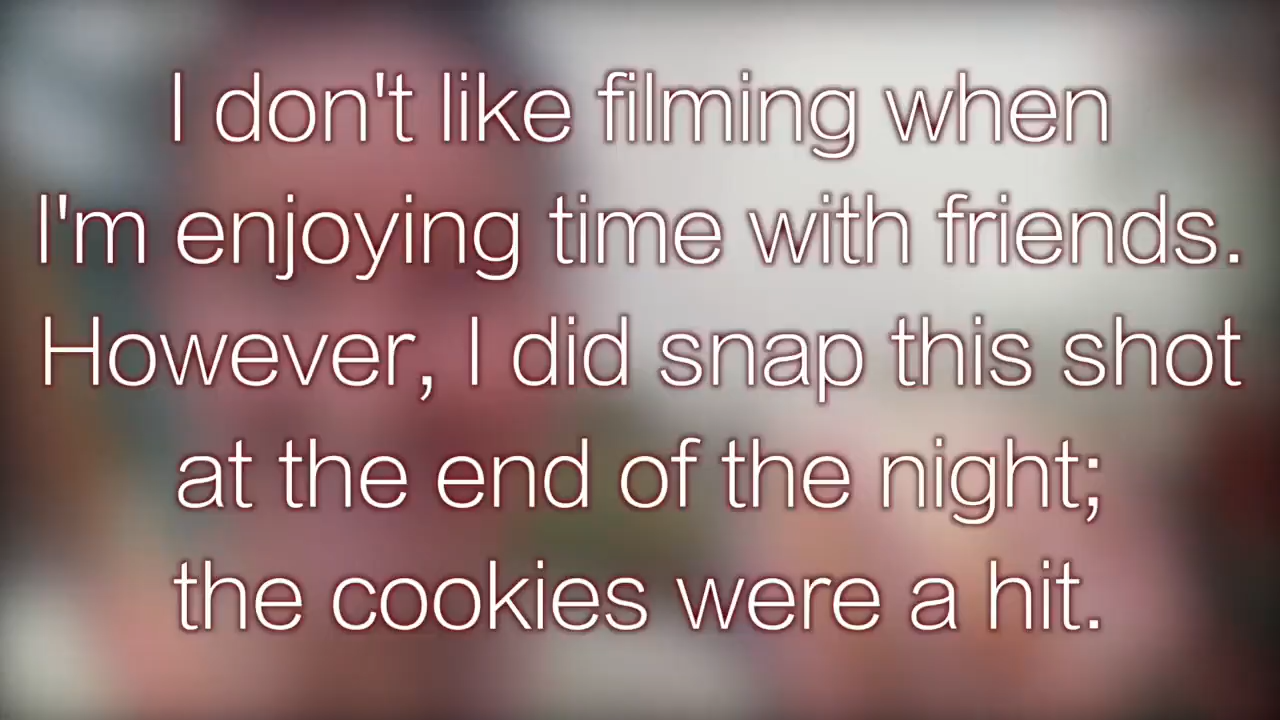 I don't like filming when
I'm enjoying time with friends.
However, I did snap this shot
at the end of the night;
the cookies were a hit.